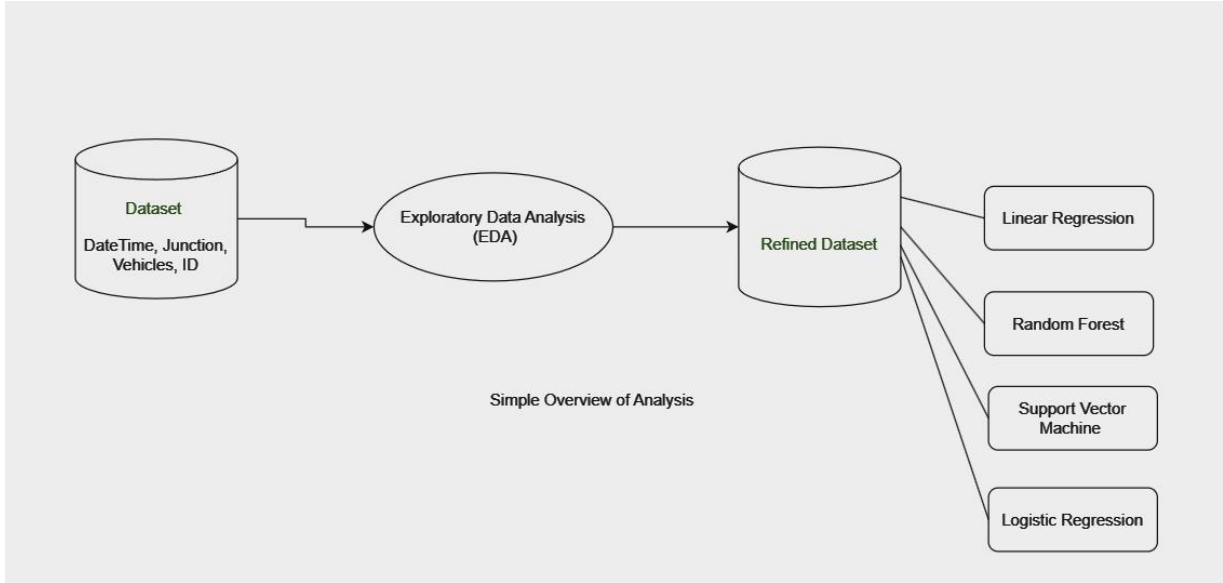 Dataset
DateTime, Junction,
Vehicles, ID
Exploratory Data Analysis
(EDA)
Refined Dataset
Linear Regression
Random Forest
Support Vector
Machine
Logistic Regression
Simple Overview of Analysis